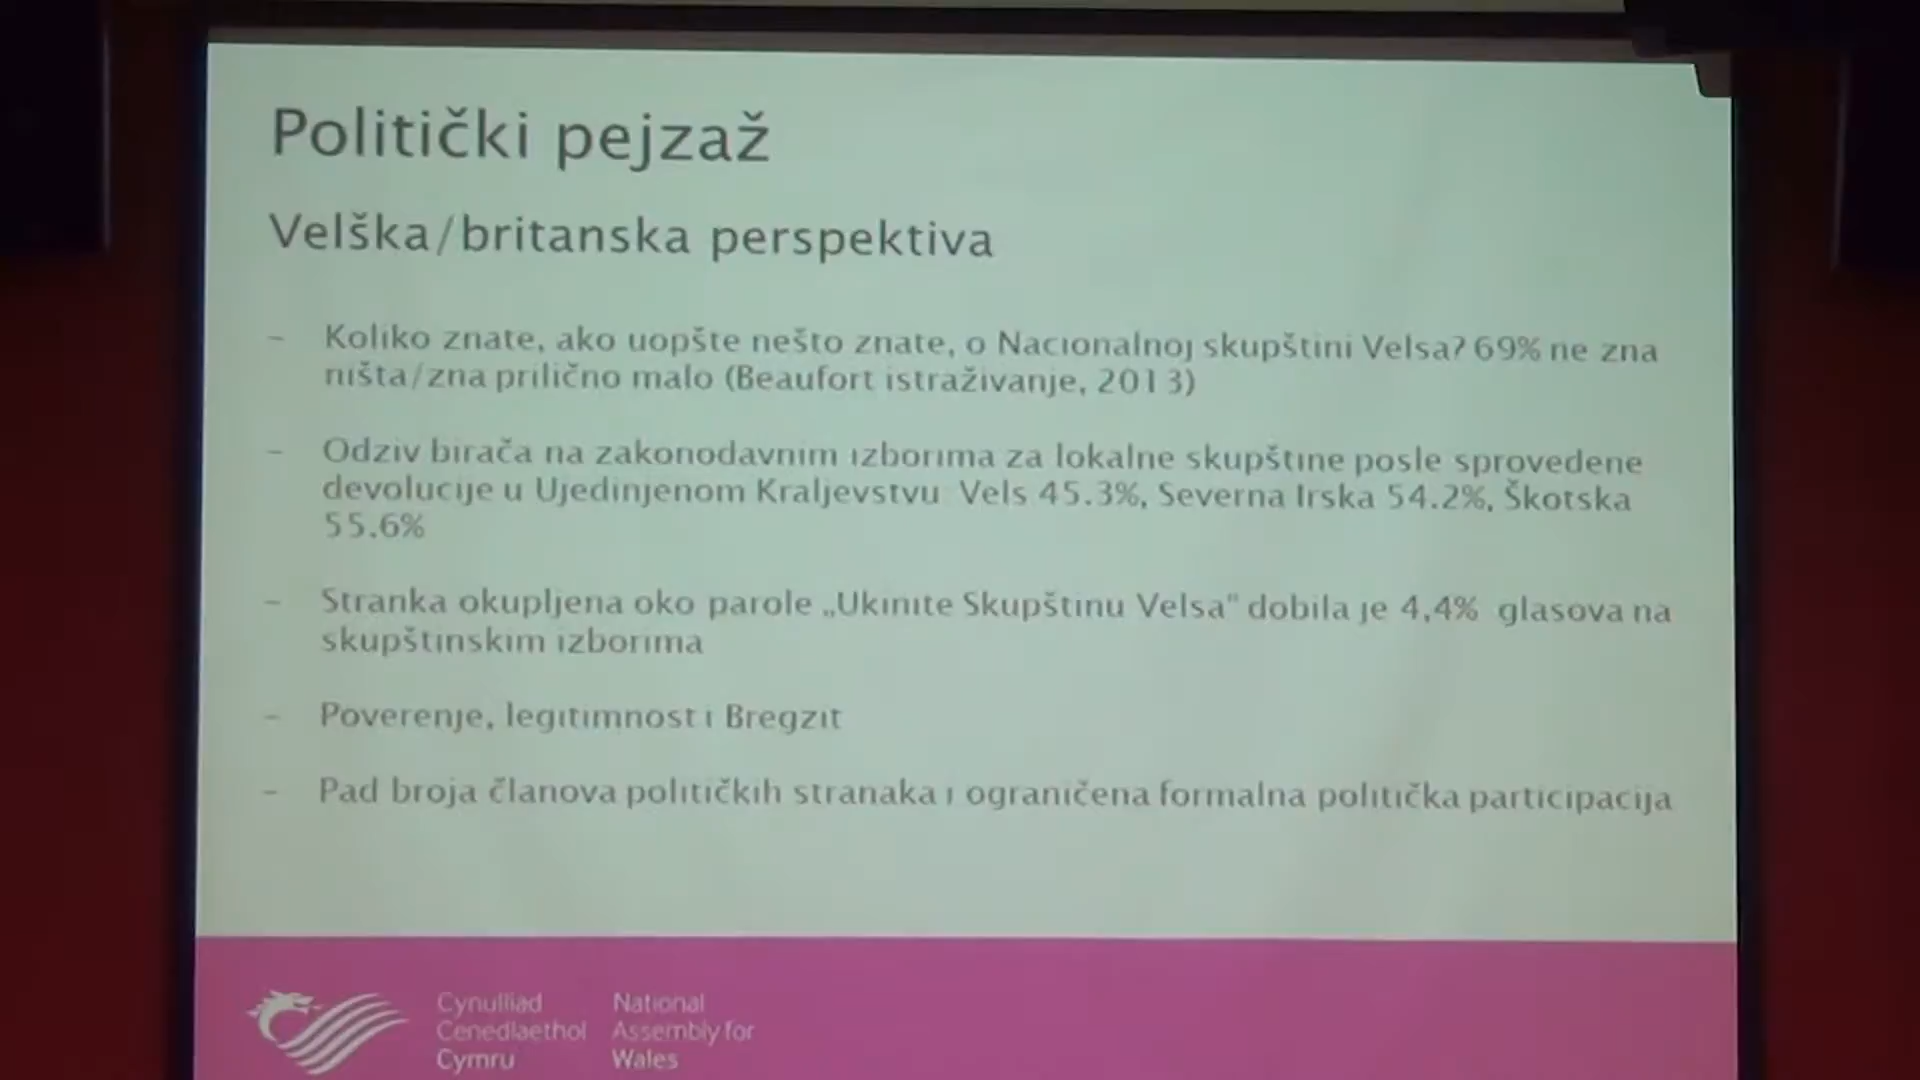 Politički pejzaž
Velška/britanska perspektiva
- Koliko znate, ako uopšte nešto znate, o Nacionalnoj skupštini Velsa? 69% ne zna
ništa/zna prilično malo (Beaufort istraživanje, 2013)
- Odziv birača na zakonodavnim izborima za lokalne skupštine posle sprovedene
devolucije u Ujedinjenom Kraljevstvu Vels 45.3%, Severna Irska 54.2%, Škotska
55.6%
- Stranka okupljena oko parole „Ukinite Skupštinu Velsa“ dobila je 4,4% glasova na
skupštinskim izborima
- Poverenje, legitimnost i Bregzit
- Pad broja članova političkih stranaka i ograničena formalna politička participacija
Cynulliad
Cenedlaethol
Cymru
National
Assembly for
Wales